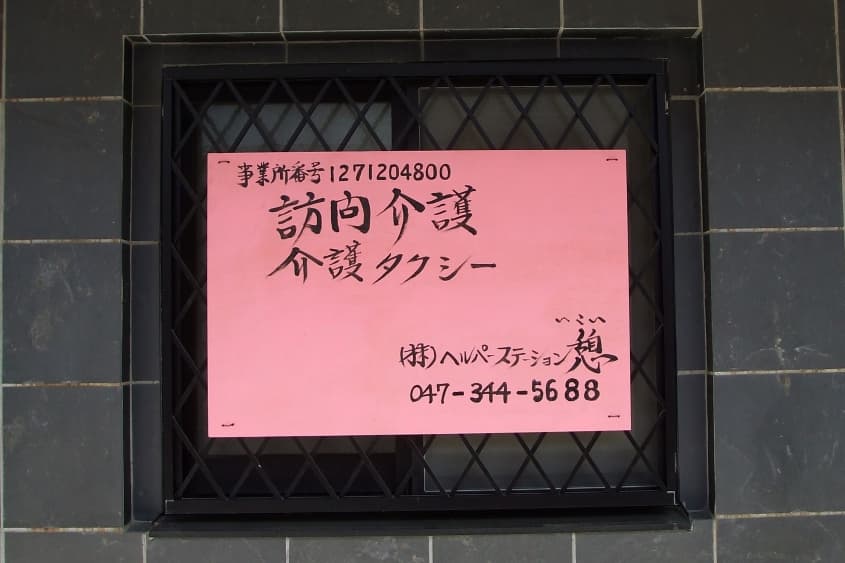 事業所番号1271204800
訪向介護
介護タクシー
いこい
(株)ヘルパーステーション憩
047-344-5688